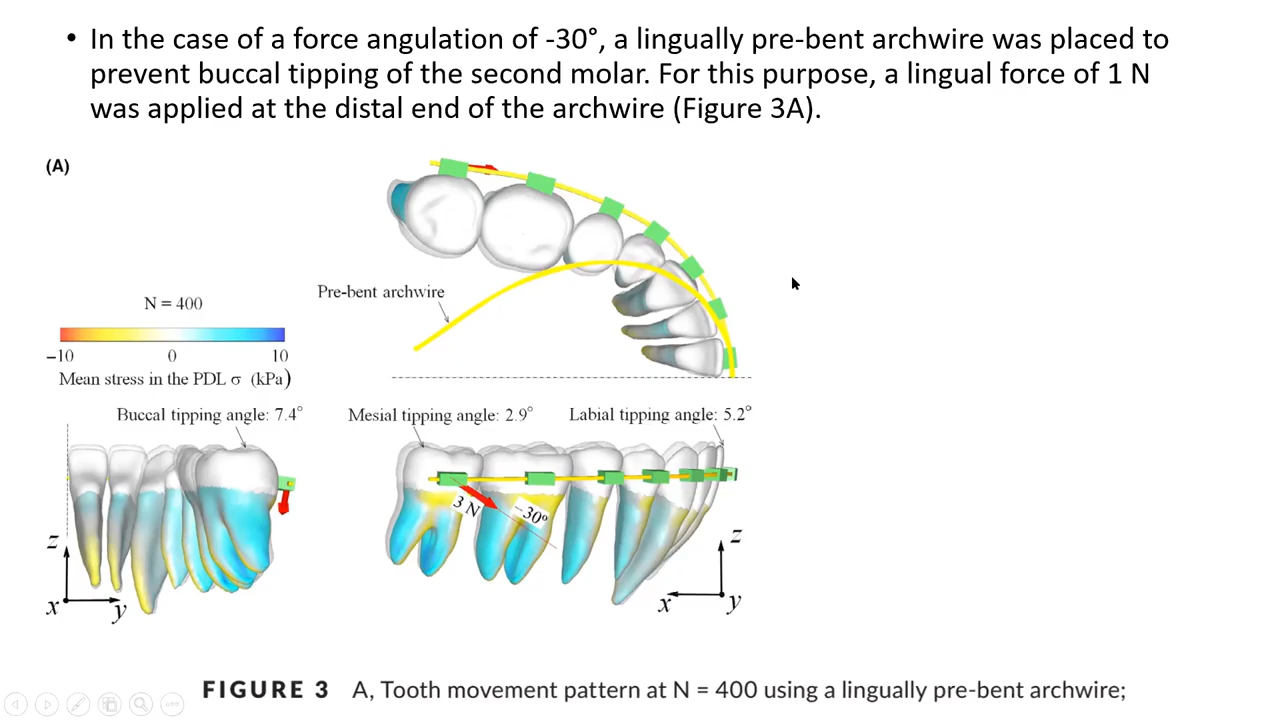 • In the case of a force angulation of -30°, a lingually pre-bent archwire was placed to
prevent buccal tipping of the second molar. For this purpose, a lingual force of 1 N
was applied at the distal end of the archwire (Figure 3A).
(A)
Pre-bent archwire
N = 400
−10 0 10
Mean stress in the PDL σ (kPa)
Buccal tipping angle: 7.4°
Mesial tipping angle: 2.9°
Labial tipping angle: 5.2°
3 N
−30°
z
x
y
z
x
y
FIGURE 3 A, Tooth movement pattern at N = 400 using a lingually pre-bent archwire;